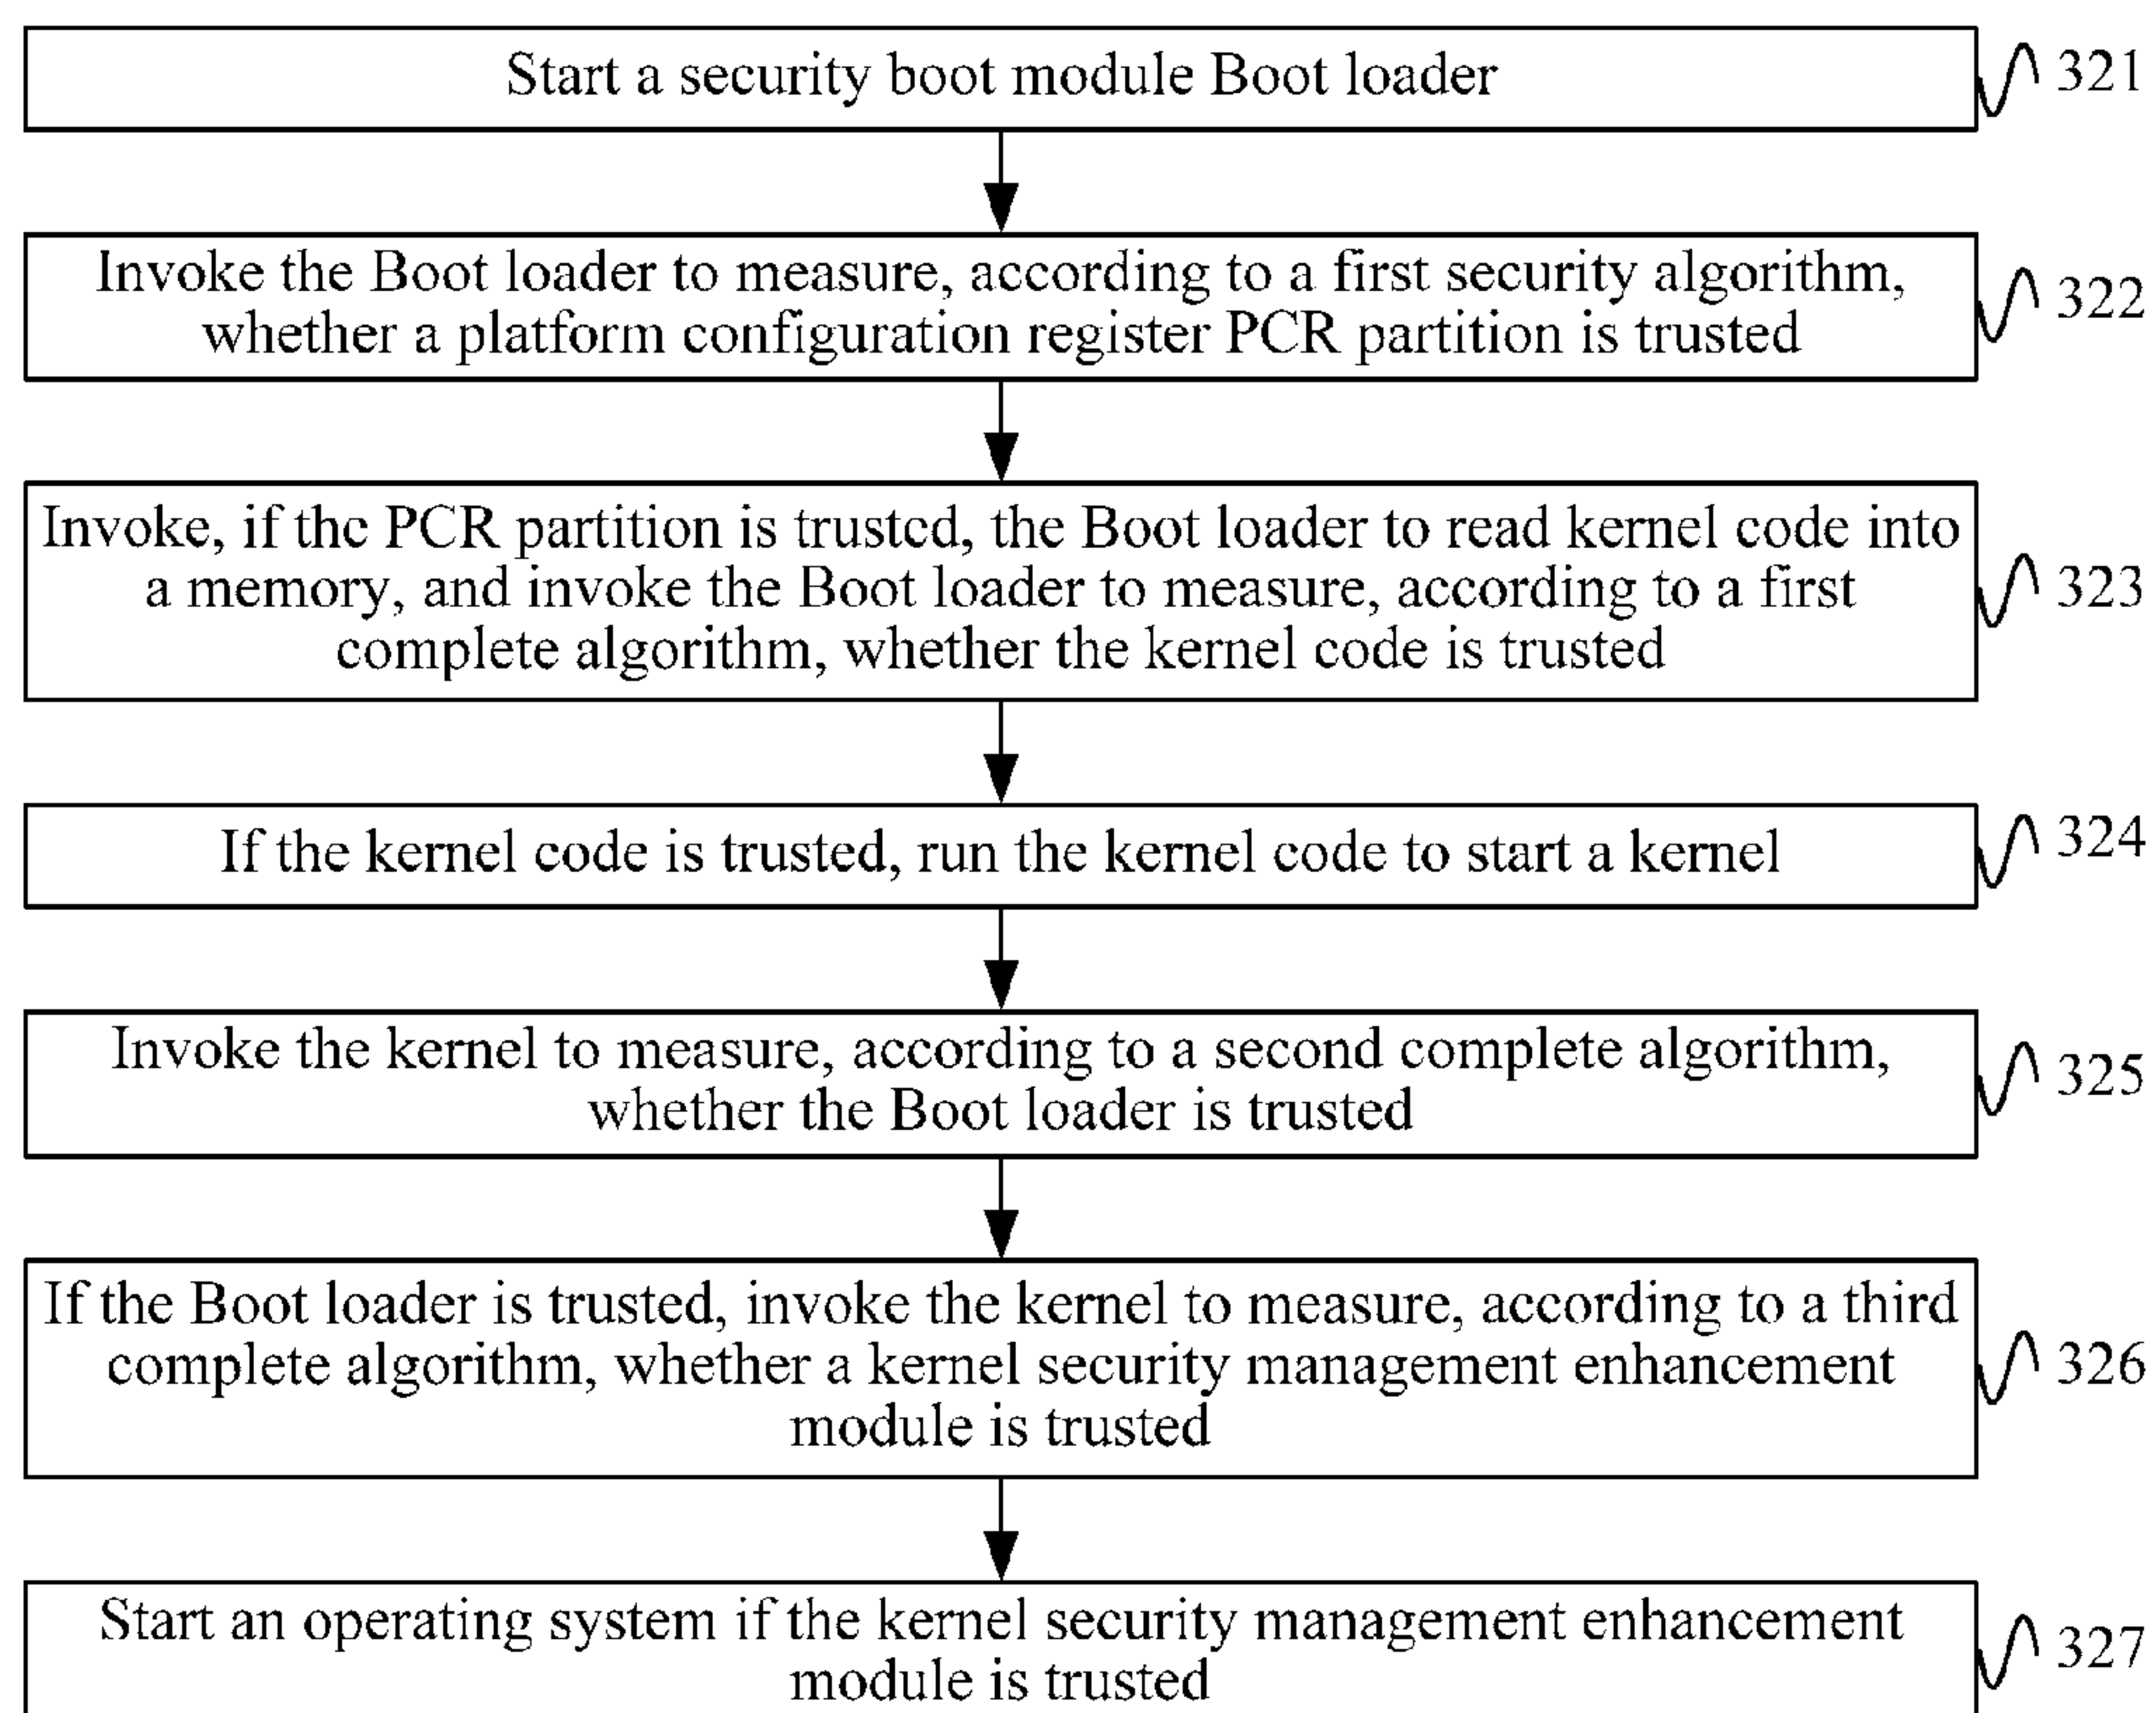 Start a security boot module Boot loader
321
Invoke the Boot loader to measure, according to a first security algorithm,
whether a platform configuration register PCR partition is trusted
322
Invoke, if the PCR partition is trusted, the Boot loader to read kernel code into
a memory, and invoke the Boot loader to measure, according to a first
complete algorithm, whether the kernel code is trusted
323
If the kernel code is trusted, run the kernel code to start a kernel
324
Invoke the kernel to measure, according to a second complete algorithm,
whether the Boot loader is trusted
325
If the Boot loader is trusted, invoke the kernel to measure, according to a third
complete algorithm, whether a kernel security management enhancement
module is trusted
326
Start an operating system if the kernel security management enhancement
module is trusted
327